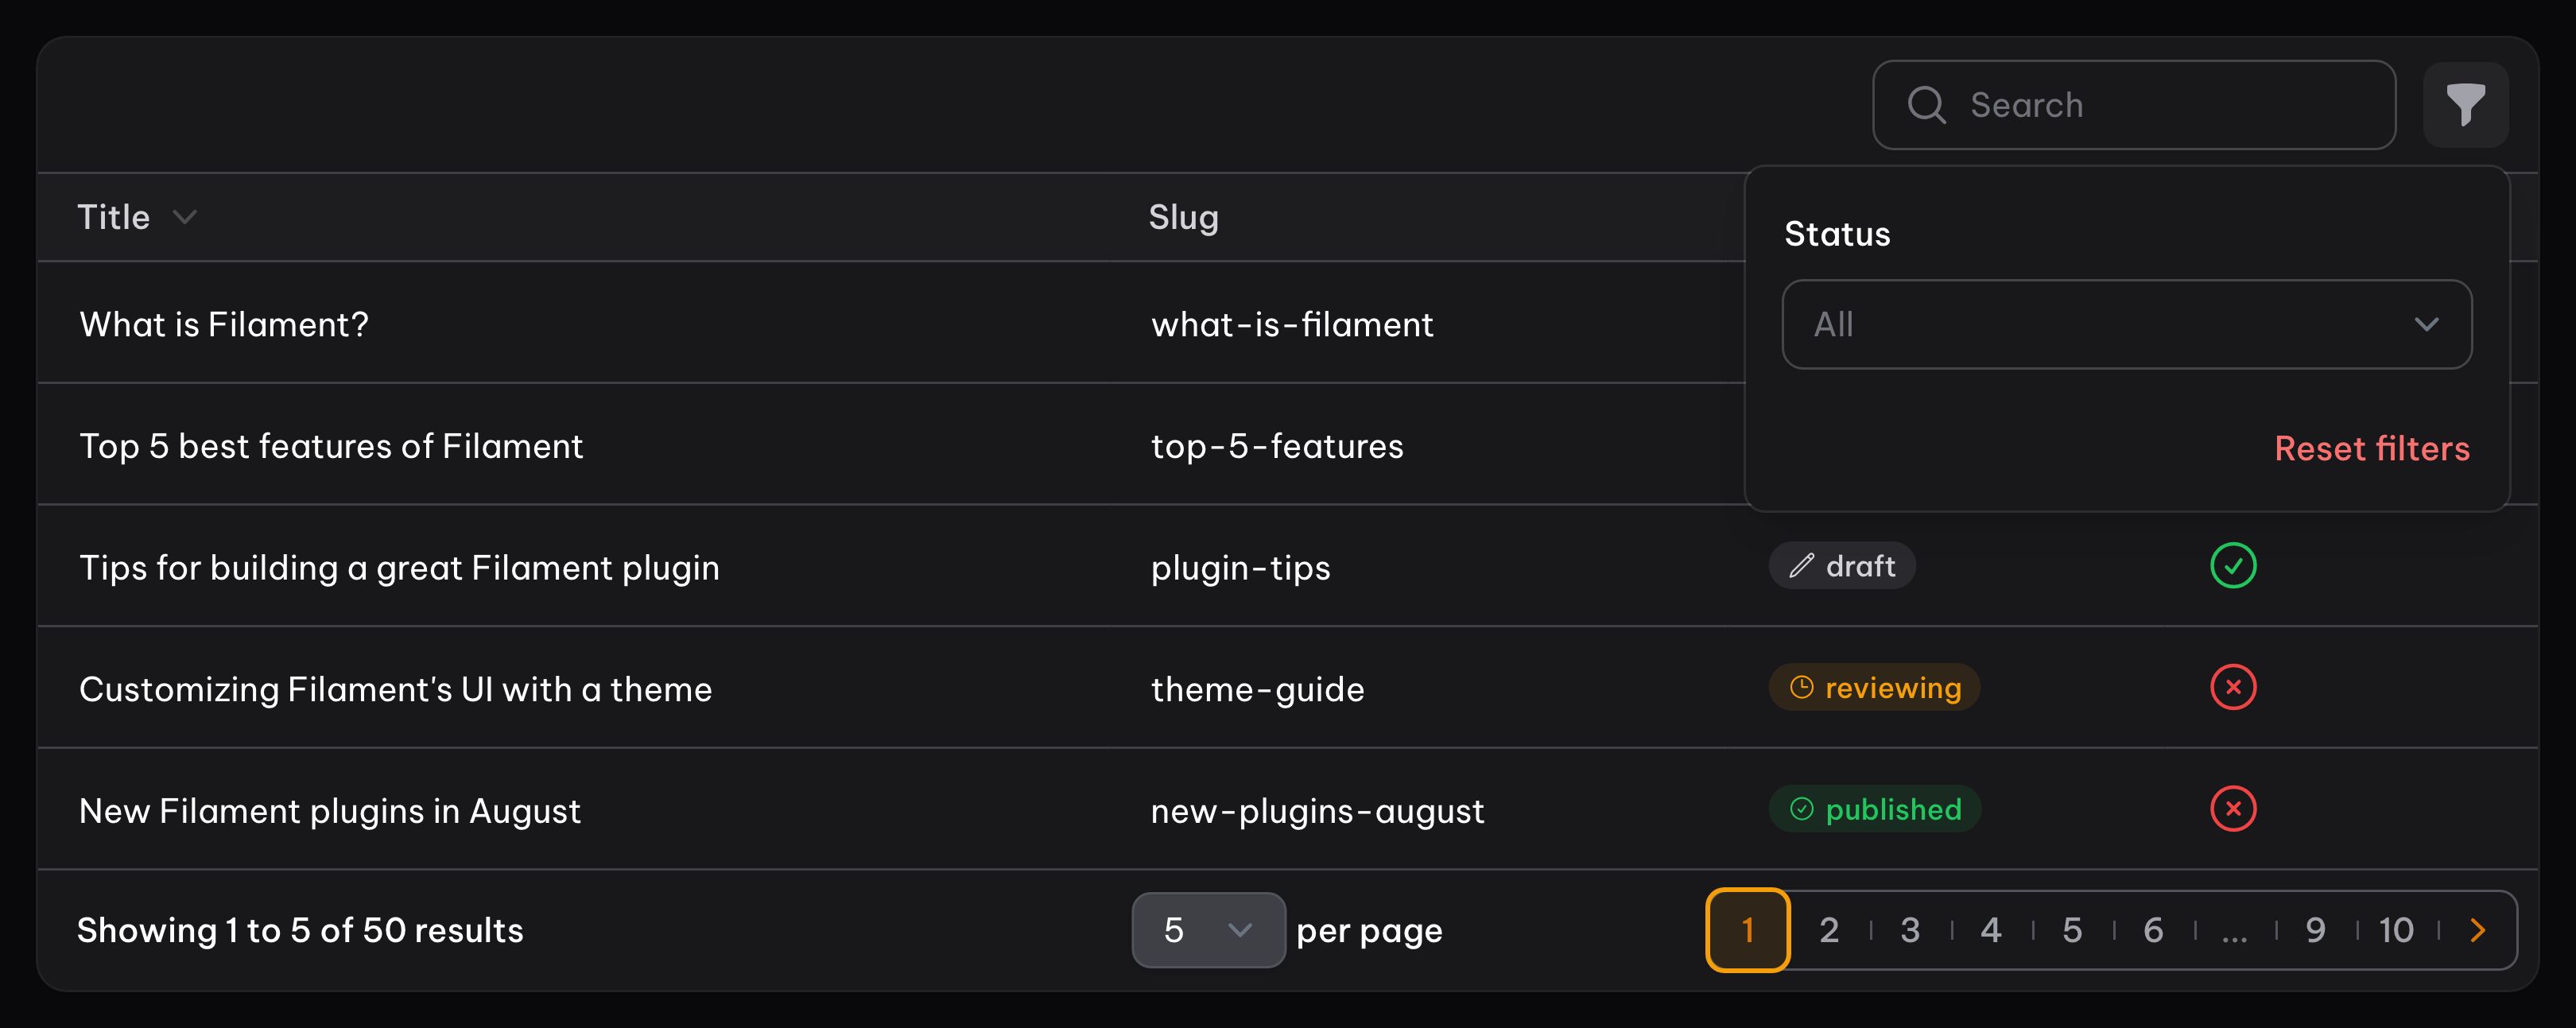 Search
Title Slug
Status
What is Filament? what-is-filament All
Top 5 best features of Filament top-5-features Reset filters
Tips for building a great Filament plugin plugin-tips draft
Customizing Filament's UI with a theme theme-guide reviewing
New Filament plugins in August new-plugins-august published
Showing 1 to 5 of 50 results 5 per page 1 2 3 4 5 6 ... 9 10